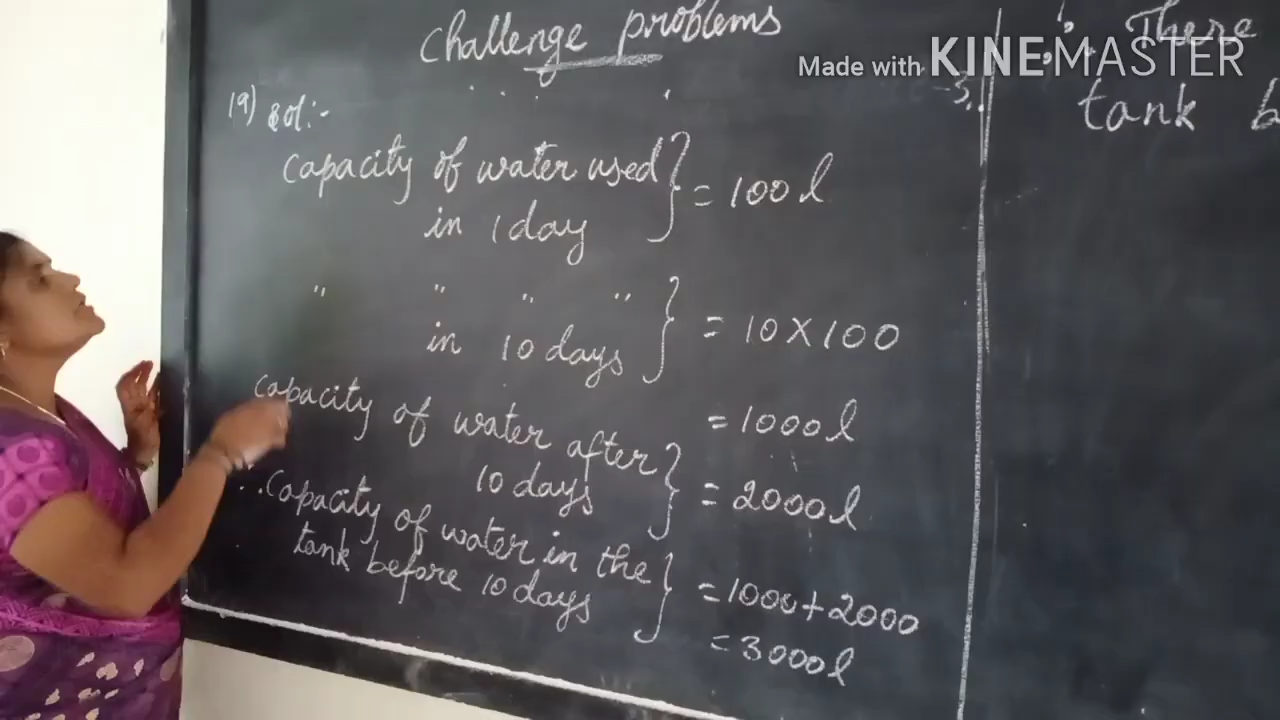 Challenge problems
Made with KINEMASTER
19) Sol:-
Capacity of water used
in 1 day } = 100 l
" " " "
in 10 days } = 10 X 100
= 1000 l
Capacity of water after
10 days } = 2000 l
∴ Capacity of water in the
tank before 10 days } = 1000 + 2000
= 3000 l
∴ There
tank b